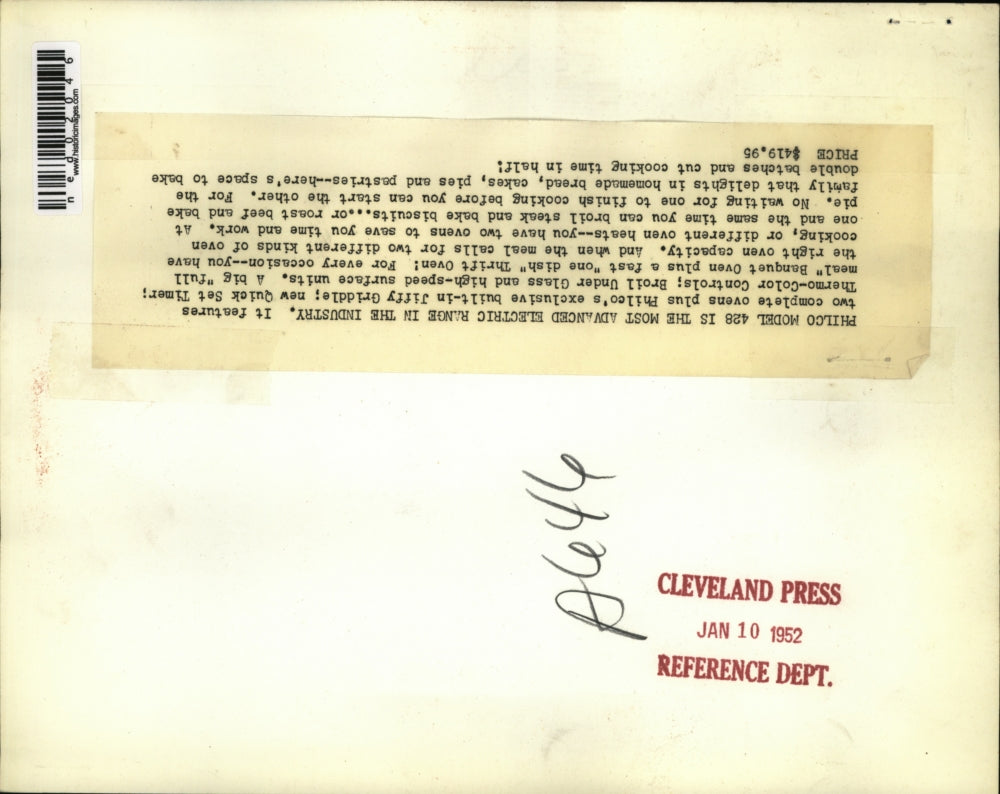 PHILCO MODEL 428 IS THE MOST ADVANCED ELECTRIC RANGE IN THE INDUSTRY. It features
two complete ovens plus Philco's exclusive built-in Jiffy Griddle; new Quick Set Timer;
Thermo-Color Controls; Broil Under Glass and high-speed surface units. A big "full
meal" Banquet Oven plus a fast "one dish" Thrift Oven! For every occasion--you have
the right oven capacity. And when the meal calls for two different kinds of oven
cooking, or different oven heats--you have two ovens to save you time and work. At
one and the same time you can broil steak and bake biscuits...or roast beef and bake
pie. No waiting for one to finish cooking before you can start the other. For the
family that delights in homemade bread, cakes, pies and pastries--here's space to bake
double batches and cut cooking time in half!
PRICE $419.95
ned02046
www.historicimages.com
A644
CLEVELAND PRESS
JAN 10 1952
REFERENCE DEPT.